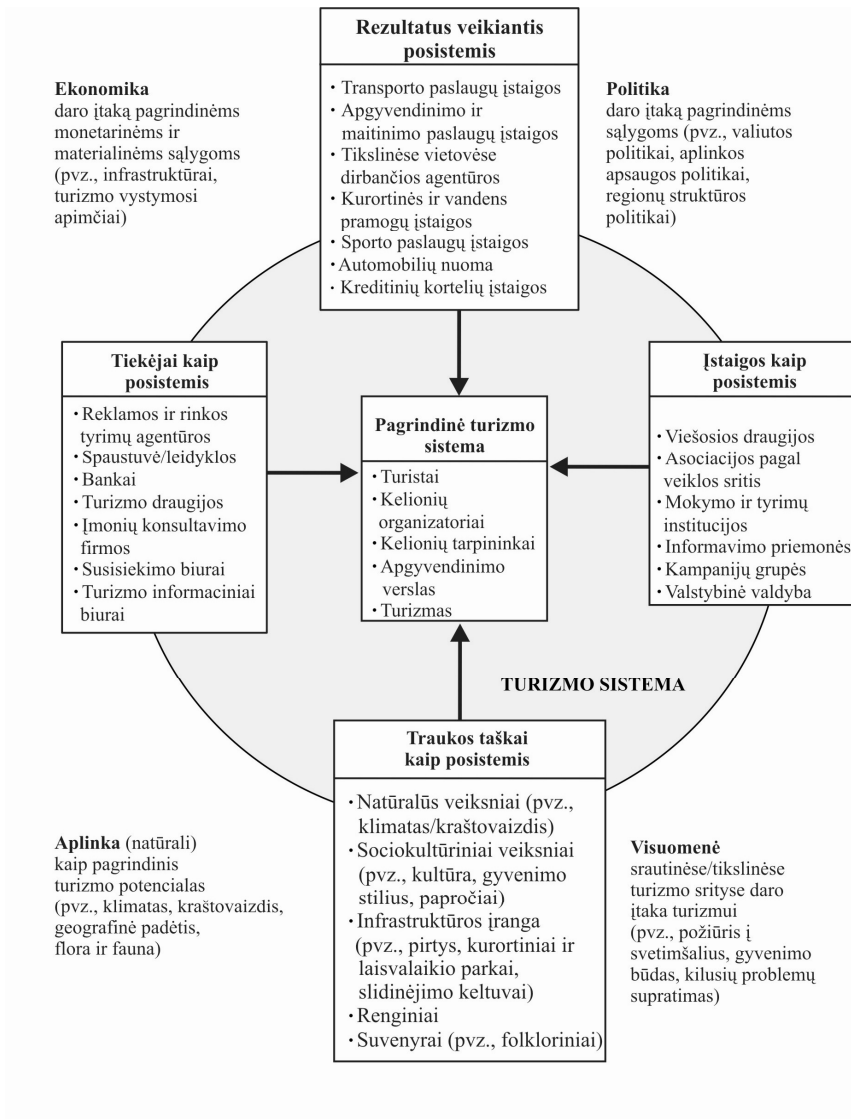 Rezultatus veikiantis
posistemis
· Transporto paslaugų įstaigos
· Apgyvendinimo ir
maitinimo paslaugų įstaigos
· Tikslinėse vietovėse
dirbančios agentūros
· Kurortinės ir vandens
pramogų įstaigos
· Sporto paslaugų įstaigos
· Automobilių nuoma
· Kreditinių kortelių įstaigos
Ekonomika
daro įtaką pagrindinėms
monetarinėms ir
materialinėms sąlygoms
(pvz., infrastruktūrai,
turizmo vystymosi
apimčiai)
Politika
daro įtaką pagrindinėms
sąlygoms (pvz., valiutos
politikai, aplinkos
apsaugos politikai,
regionų struktūros
politikai)
Tiekėjai kaip
posistemis
· Reklamos ir rinkos
tyrimų agentūros
· Spaustuvė/leidyklos
· Bankai
· Turizmo draugijos
· Įmonių konsultavimo
firmos
· Susisiekimo biurai
· Turizmo informaciniai
biurai
Pagrindinė turizmo
sistema
· Turistai
· Kelionių
organizatoriai
· Kelionių tarpininkai
· Apgyvendinimo
verslas
· Turizmas
Įstaigos kaip
posistemis
· Viešosios draugijos
· Asociacijos pagal
veiklos sritis
· Mokymo ir tyrimų
institucijos
· Informavimo priemonės
· Kampanijų grupės
· Valstybinė valdyba
TURIZMO SISTEMA
Traukos taškai
kaip posistemis
· Natūralūs veiksniai (pvz.,
klimatas/kraštovaizdis)
· Sociokultūriniai veiksniai
(pvz., kultūra, gyvenimo
stilius, papročiai)
· Infrastruktūros įranga
(pvz., pirtys, kurortiniai ir
laisvalaikio parkai,
slidinėjimo keltuvai)
· Renginiai
· Suvenyrai (pvz., folkloriniai)
Aplinka (natūrali)
kaip pagrindinis
turizmo potencialas
(pvz., klimatas, kraštovaizdis,
geografinė padėtis,
flora ir fauna)
Visuomenė
srautinėse/tikslinėse
turizmo srityse daro
įtaka turizmui
(pvz., požiūris į
svetimšalius, gyvenimo
būdas, kilusių problemų
supratimas)